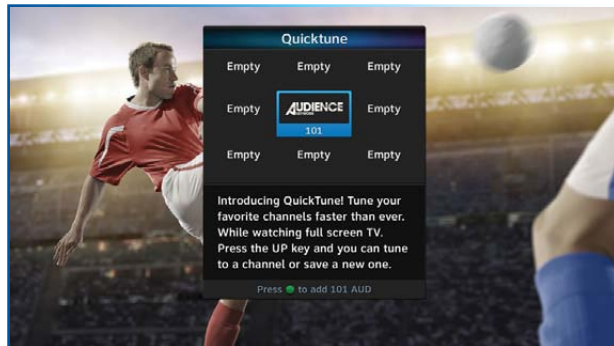 Quicktune
Empty Empty Empty
Empty AUDIENCE Empty
NETWORK
101
Empty Empty Empty
Introducing QuickTune! Tune your
favorite channels faster than ever.
While watching full screen TV.
Press the UP key and you can tune
to a channel or save a new one.
Press to add 101 AUD